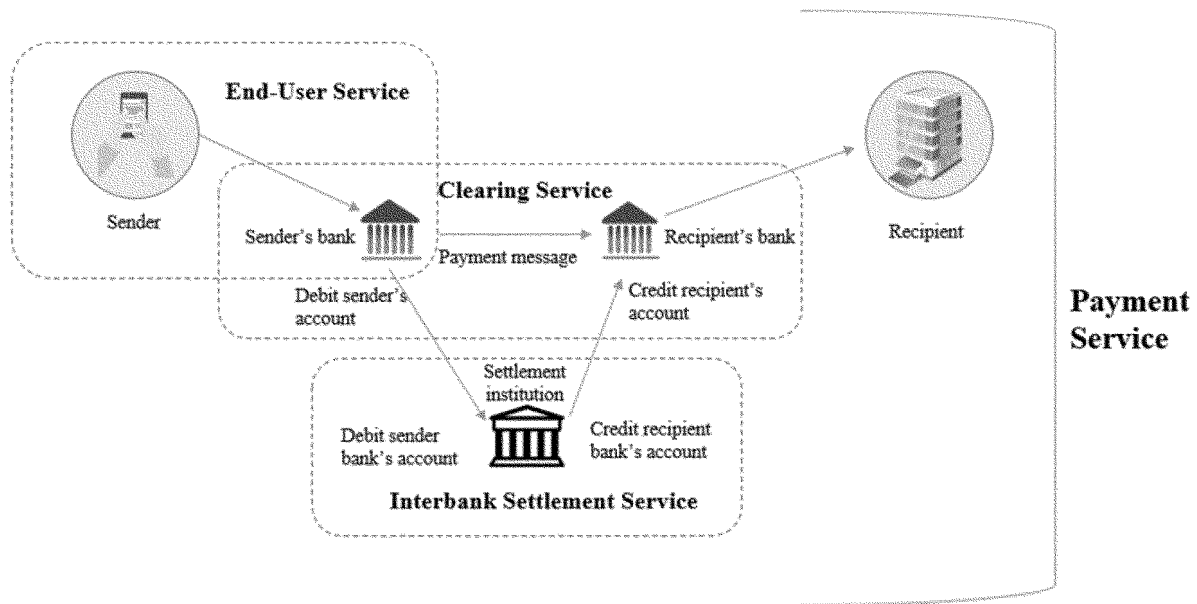 End-User Service
Sender
Clearing Service
Sender's bank
Payment message
Recipient's bank
Recipient
Debit sender's
account
Credit recipient's
account
Payment
Service
Settlement
institution
Debit sender
bank's account
Credit recipient
bank's account
Interbank Settlement Service